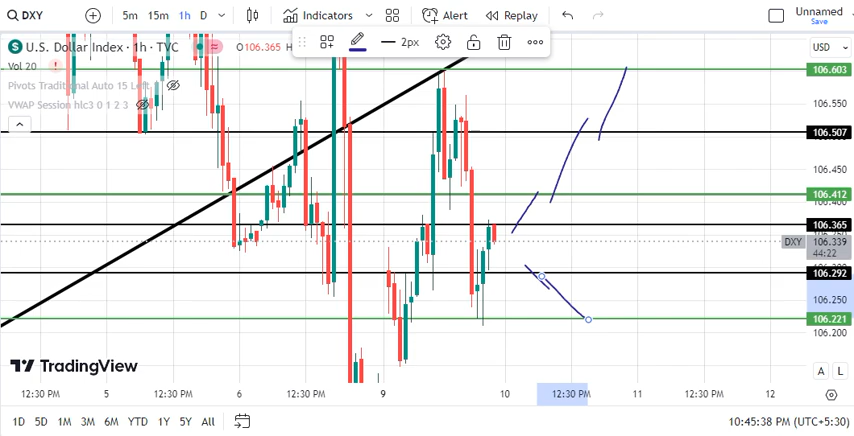 DXY 5m 15m 1h D Indicators Alert Replay Unnamed
Save
S U.S. Dollar Index · 1h · TVC O106.365 H 2px USD
Vol 20 !
106.603
Pivots Traditional Auto 15 Left
106.550
VWAP Session hlc3 0 1 2 3
106.507
106.450
106.412
106.400
106.365
DXY 106.339
44:22
106.292
106.250
106.221
106.200
TradingView A L
12:30 PM 5 12:30 PM 6 12:30 PM 9 10 12:30 PM 11 12:30 PM 12
1D 5D 1M 3M 6M YTD 1Y 5Y All 10:45:38 PM (UTC+5:30)